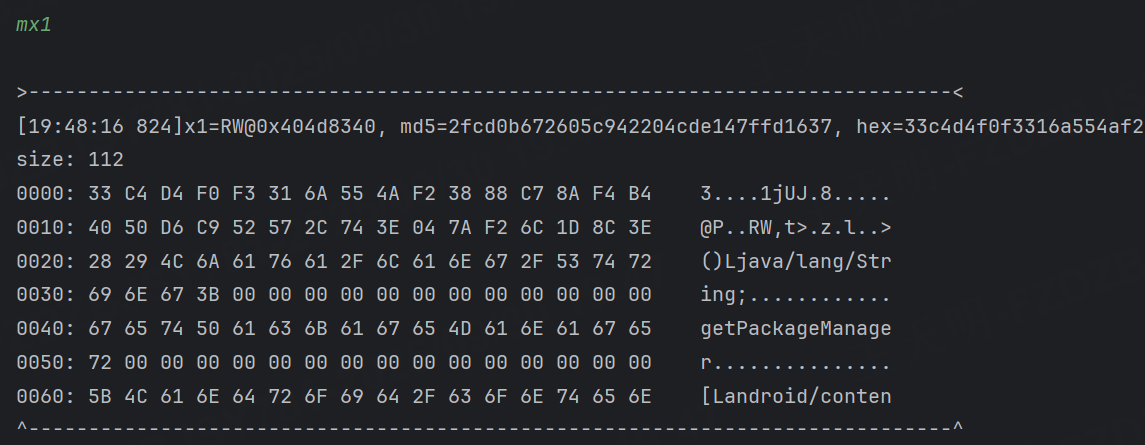 mx1
>-----------------------------------------------------------------------------<
[19:48:16 824]x1=RW@0x404d8340, md5=2fcd0b672605c942204cde147ffd1637, hex=33c4d4f0f3316a554af2
size: 112
0000: 33 C4 D4 F0 F3 31 6A 55 4A F2 38 88 C7 8A F4 B4    3....1jUJ.8.....
0010: 40 50 D6 C9 52 57 2C 74 3E 04 7A F2 6C 1D 8C 3E    @P..RW,t>.z.l..>
0020: 28 29 4C 6A 61 76 61 2F 6C 61 6E 67 2F 53 74 72    ()Ljava/lang/Str
0030: 69 6E 67 3B 00 00 00 00 00 00 00 00 00 00 00 00    ing;............
0040: 67 65 74 50 61 63 6B 61 67 65 4D 61 6E 61 67 65    getPackageManage
0050: 72 00 00 00 00 00 00 00 00 00 00 00 00 00 00 00    r...............
0060: 5B 4C 61 6E 64 72 6F 69 64 2F 63 6F 6E 74 65 6E    [Landroid/conten
^-----------------------------------------------------------------------------^